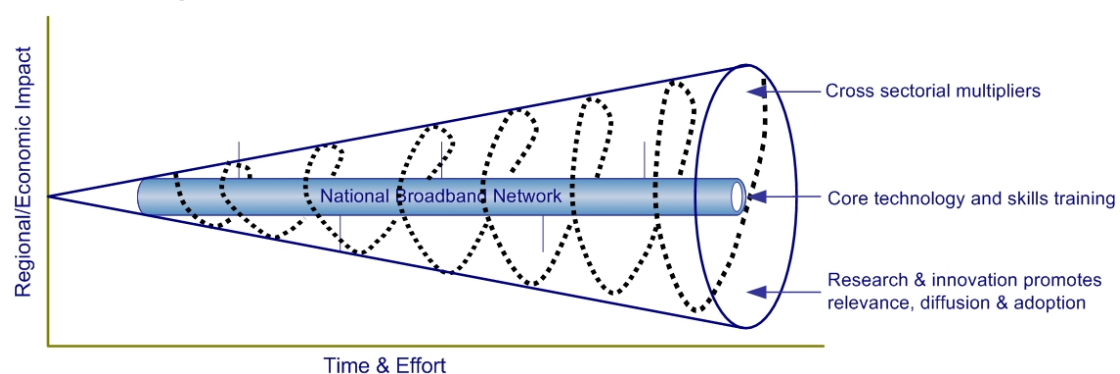 Regional/Economic Impact
Cross sectorial multipliers
National Broadband Network
Core technology and skills training
Research & innovation promotes
relevance, diffusion & adoption
Time & Effort